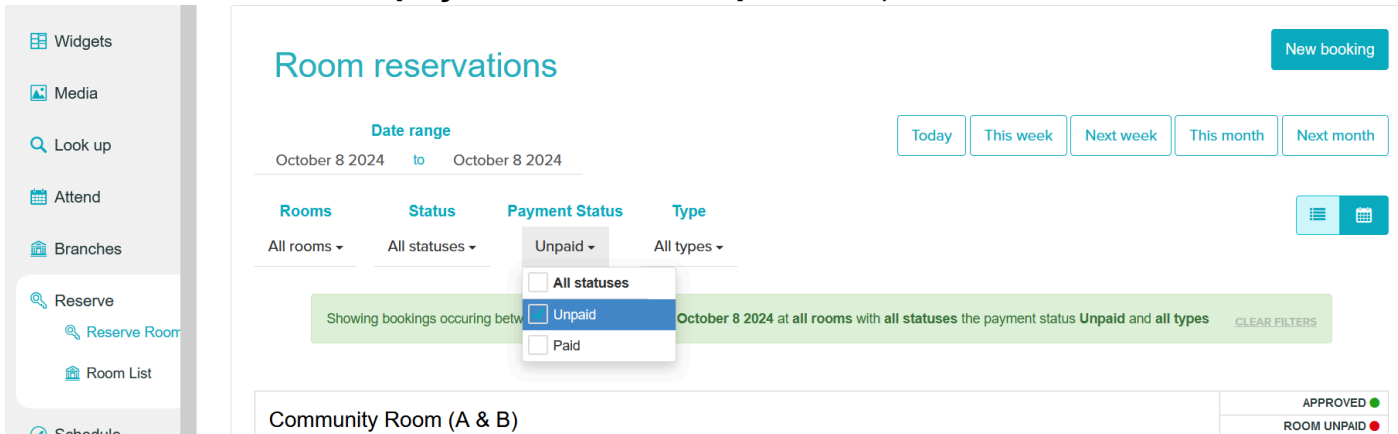 Widgets
Media
Look up
Attend
Branches
Reserve
Reserve Room
Room List
Room reservations
New booking
Date range
October 8 2024 to October 8 2024
Today This week Next week This month Next month
Rooms Status Payment Status Type
All rooms All statuses Unpaid All types
All statuses
Unpaid
Paid
Showing bookings occuring October 8 2024 at all rooms with all statuses the payment status Unpaid and all types CLEAR FILTERS
Community Room (A & B)
APPROVED
ROOM UNPAID